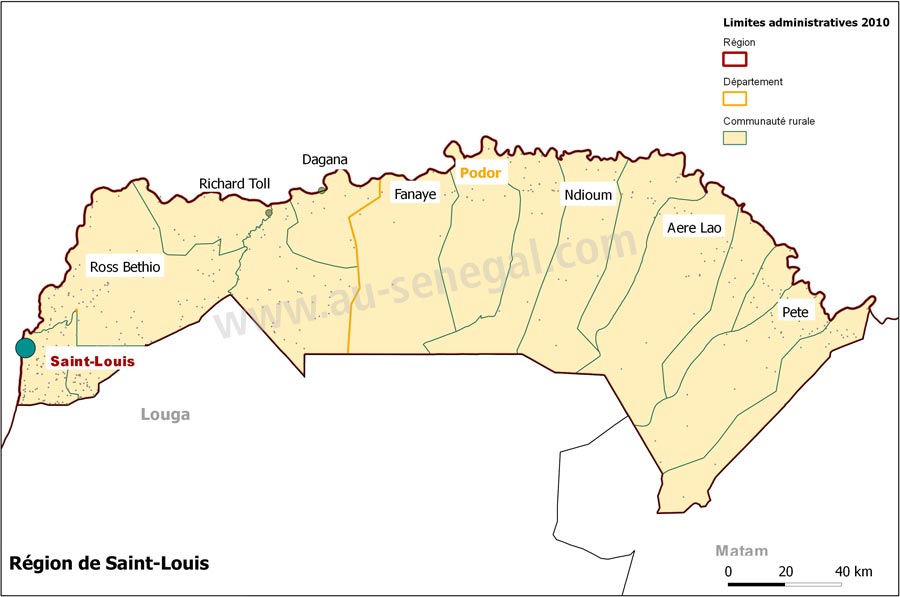 Limites administratives 2010
Région
Département
Communauté rurale
Dagana
Podor
Richard Toll
Fanaye
Ndioum
Aere Lao
Ross Bethio
www.au-senegal.com
Pete
Saint-Louis
Louga
Matam
Région de Saint-Louis
0 20 40 km